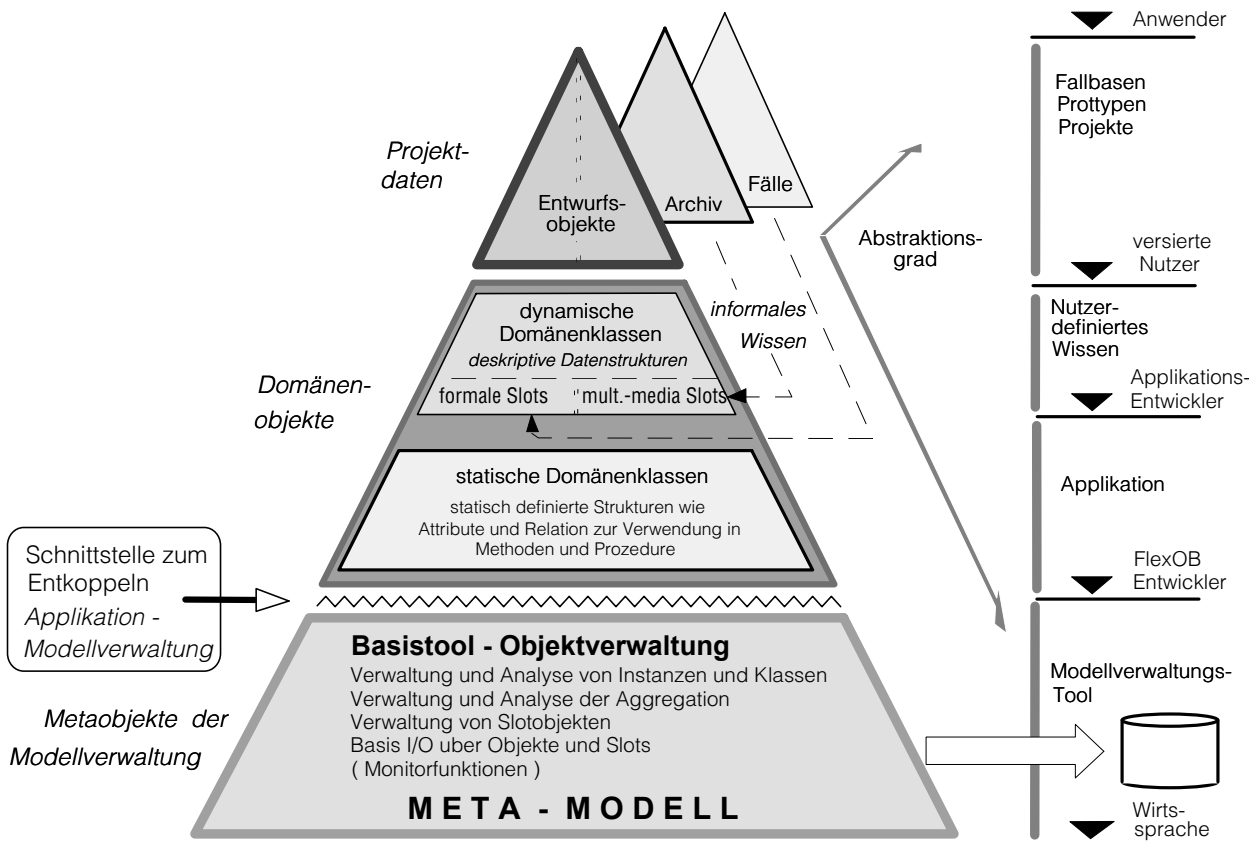 Projekt-
daten
Entwurfs-
objekte
Archiv
Fälle
Abstraktions-
grad
informales
Wissen
Domänen-
objekte
dynamische
Domänenklassen
deskriptive Datenstrukturen
formale Slots
mult.-media Slots
statische Domänenklassen
statisch definierte Strukturen wie
Attribute und Relation zur Verwendung in
Methoden und Prozedure
Schnittstelle zum
Entkoppeln
Applikation -
Modellverwaltung
Metaobjekte der
Modellverwaltung
Basistool - Objektverwaltung
Verwaltung und Analyse von Instanzen und Klassen
Verwaltung und Analyse der Aggregation
Verwaltung von Slotobjekten
Basis I/O uber Objekte und Slots
( Monitorfunktionen )
META - MODELL
Anwender
Fallbasen
Prottypen
Projekte
versierte
Nutzer
Nutzer-
definiertes
Wissen
Applikations-
Entwickler
Applikation
FlexOB
Entwickler
Modellverwaltungs-
Tool
Wirts-
sprache